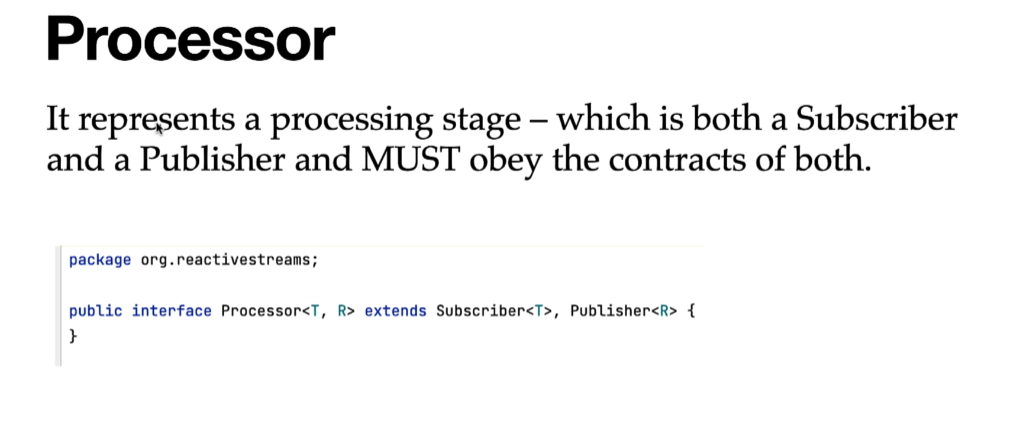 Processor
It represents a processing stage – which is both a Subscriber
and a Publisher and MUST obey the contracts of both.
package org.reactivestreams;
public interface Processor<T, R> extends Subscriber<T>, Publisher<R> {
}